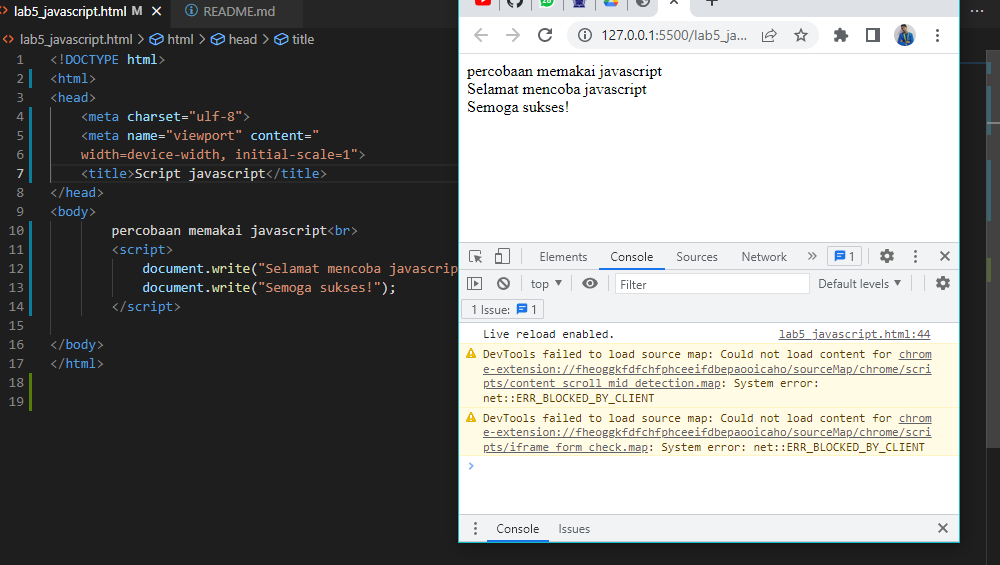 lab5_javascript.html M
README.md
lab5_javascript.html > html > head > title
1 <!DOCTYPE html>
2 <html>
3 <head>
4 <meta charset="ulf-8">
5 <meta name="viewport" content="
6 width=device-width, initial-scale=1">
7 <title>Script javascript</title>
8 </head>
9 <body>
10 percobaan memakai javascript<br>
11 <script>
12 document.write("Selamat mencoba javascrip
13 document.write("Semoga sukses!");
14 </script>
15
16 </body>
17 </html>
18
19
127.0.0.1:5500/lab5_ja...
percobaan memakai javascript
Selamat mencoba javascript
Semoga sukses!
Elements Console Sources Network » 1
top Filter Default levels
1 Issue: 1
Live reload enabled. lab5_javascript.html:44
DevTools failed to load source map: Could not load content for chrom
e-extension://fheoggkfdfchfphceeifdbepaooicaho/sourceMap/chrome/scri
pts/content_scroll_mid_detection.map: System error:
net::ERR_BLOCKED_BY_CLIENT
DevTools failed to load source map: Could not load content for chrom
e-extension://fheoggkfdfchfphceeifdbepaooicaho/sourceMap/chrome/scri
pts/iframe_form_check.map: System error: net::ERR_BLOCKED_BY_CLIENT
Console Issues